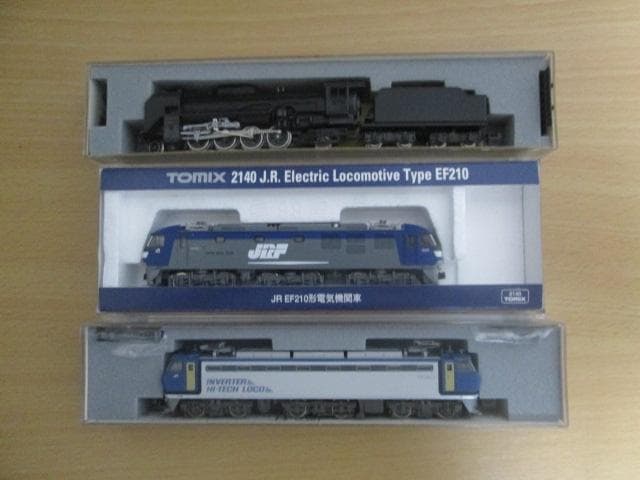 TOMIX 2140 J.R. Electric Locomotive Type EF210
JRF
JR EF210形電気機関車
2140
TOMIX
INVERTER
HI-TECH LOCO